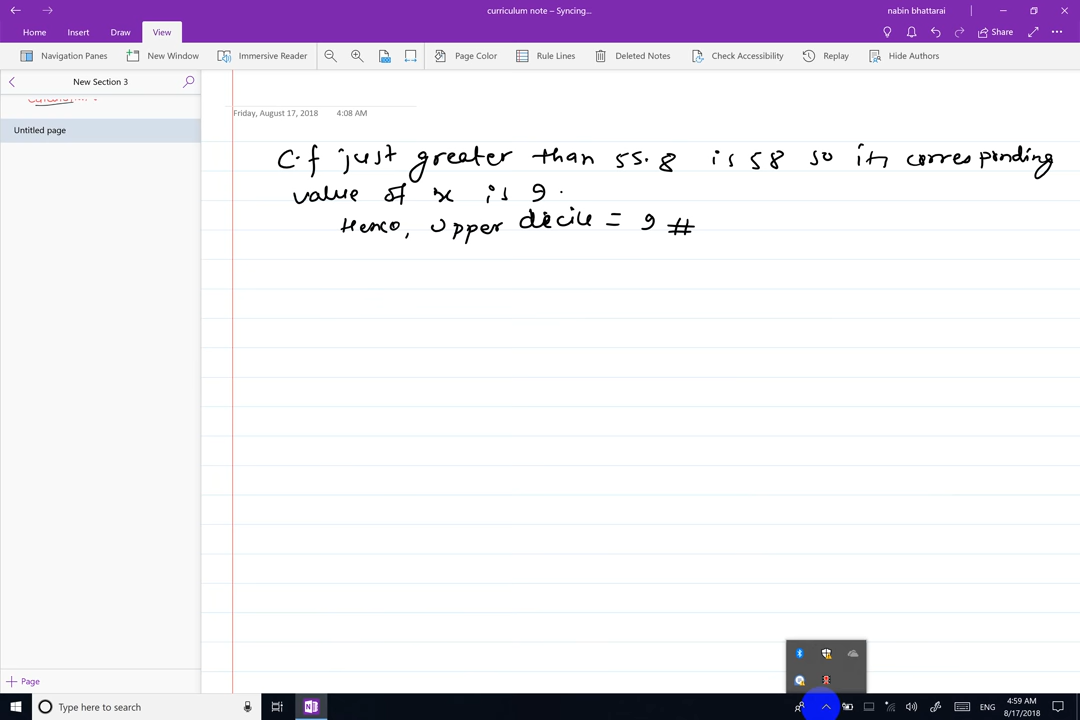 curriculum note – Syncing...
nabin bhattarai
Home Insert Draw View
Share
Navigation Panes New Window Immersive Reader Page Color Rule Lines Deleted Notes Check Accessibility Replay Hide Authors
New Section 3
Untitled page
Friday, August 17, 2018 4:08 AM
C.f just greater than 55.8 is 58 so its corresponding
value of x is 9.
Hence, Upper decile = 9 #
+ Page
Type here to search
ENG
4:59 AM
8/17/2018